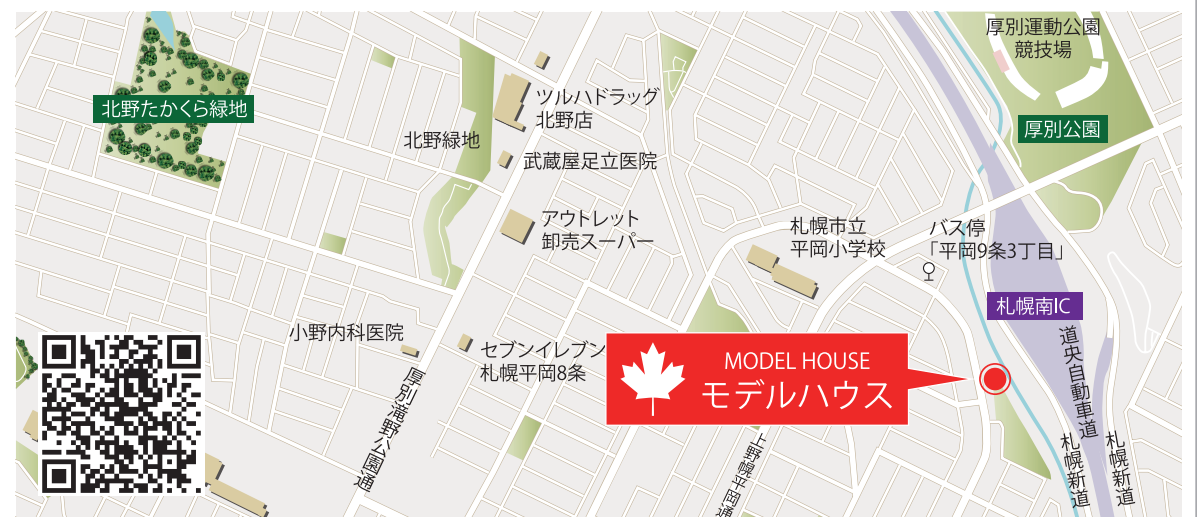 厚別運動公園
競技場
ツルハドラッグ
北野店
北野たかくら緑地
厚別公園
北野緑地
武蔵屋足立医院
アウトレット
卸売スーパー
札幌市立
平岡小学校
バス停
「平岡9条3丁目」
札幌南IC
小野内科医院
セブンイレブン
札幌平岡8条
MODEL HOUSE
モデルハウス
道央自動車道
厚別滝野公園通
上野幌平岡通
札幌新道
札幌新道